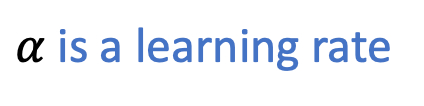 α is a learning rate